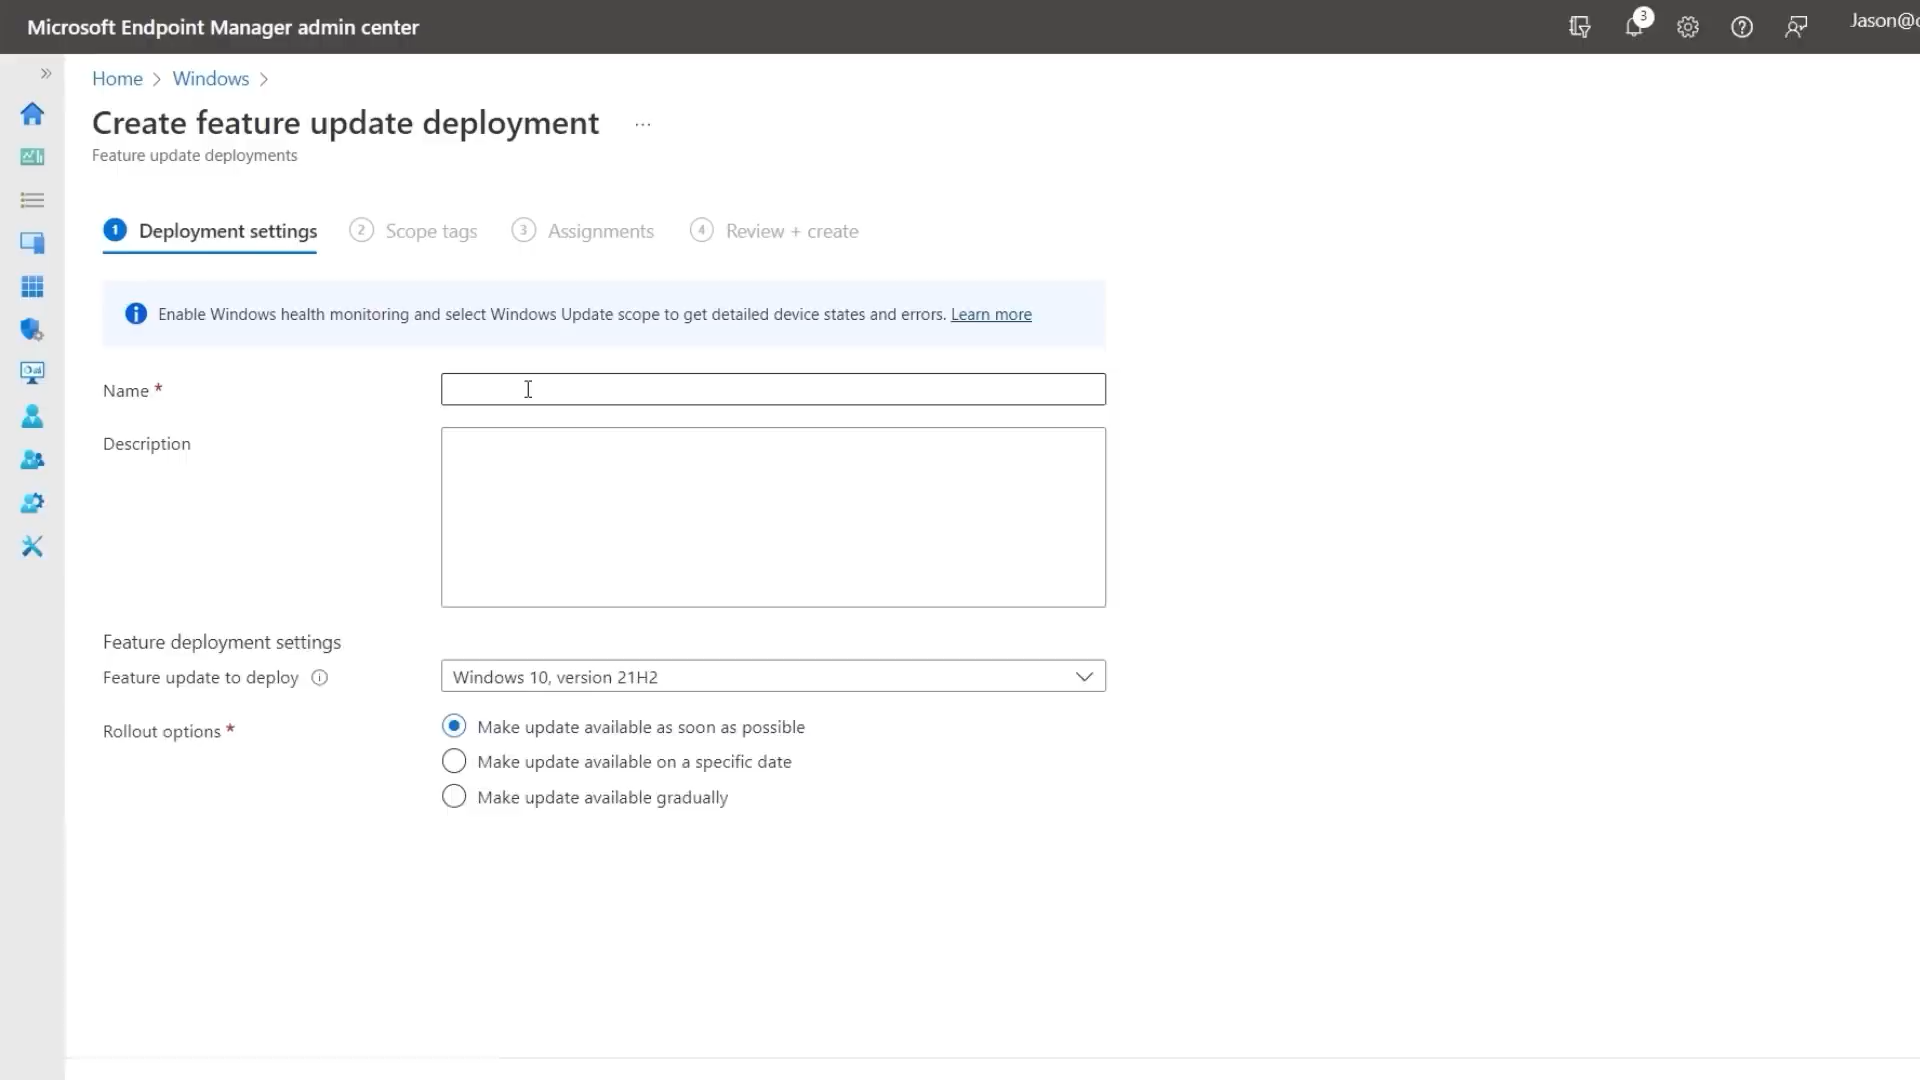 Microsoft Endpoint Manager admin center
3
Jason@
Home > Windows >
Create feature update deployment ...
Feature update deployments
1 Deployment settings 2 Scope tags 3 Assignments 4 Review + create
Enable Windows health monitoring and select Windows Update scope to get detailed device states and errors. Learn more
Name *
Description
Feature deployment settings
Feature update to deploy
Windows 10, version 21H2
Rollout options *
Make update available as soon as possible
Make update available on a specific date
Make update available gradually